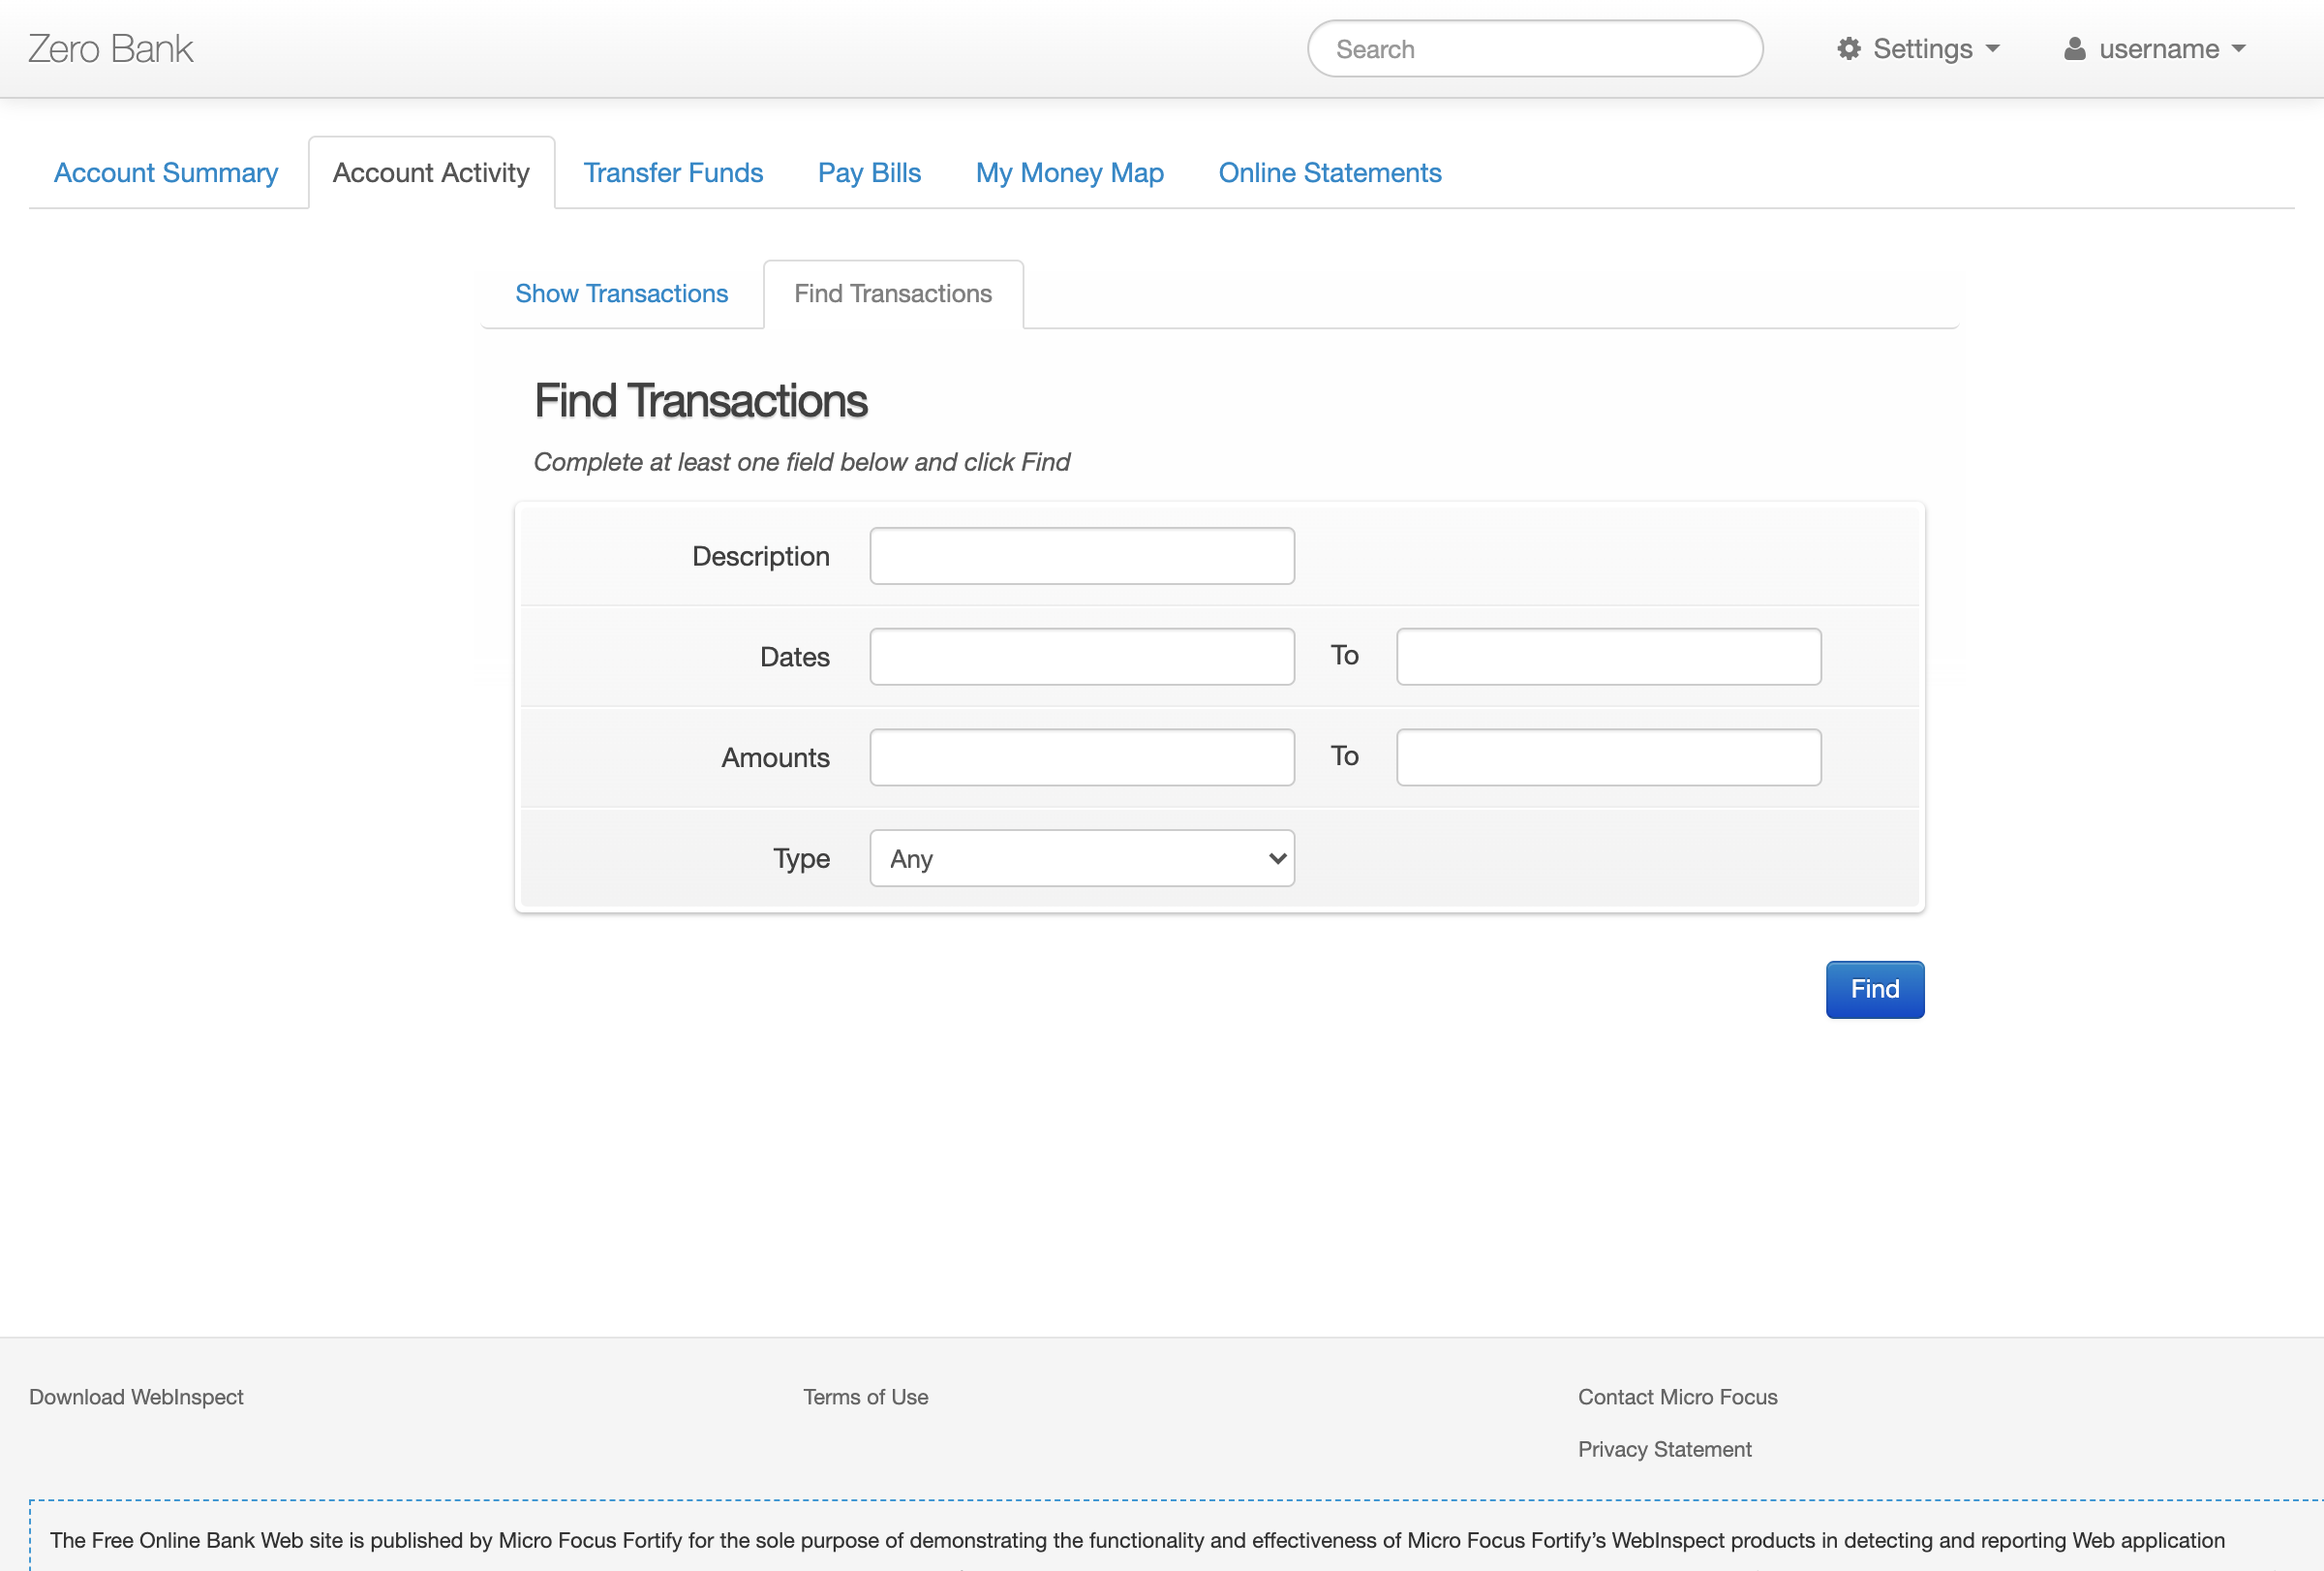 Zero Bank
Search
Settings
username
Account Summary
Account Activity
Transfer Funds
Pay Bills
My Money Map
Online Statements
Show Transactions
Find Transactions
Find Transactions
Complete at least one field below and click Find
Description
Dates
To
Amounts
To
Type
Any
Find
Download WebInspect
Terms of Use
Contact Micro Focus
Privacy Statement
The Free Online Bank Web site is published by Micro Focus Fortify for the sole purpose of demonstrating the functionality and effectiveness of Micro Focus Fortify’s WebInspect products in detecting and reporting Web application